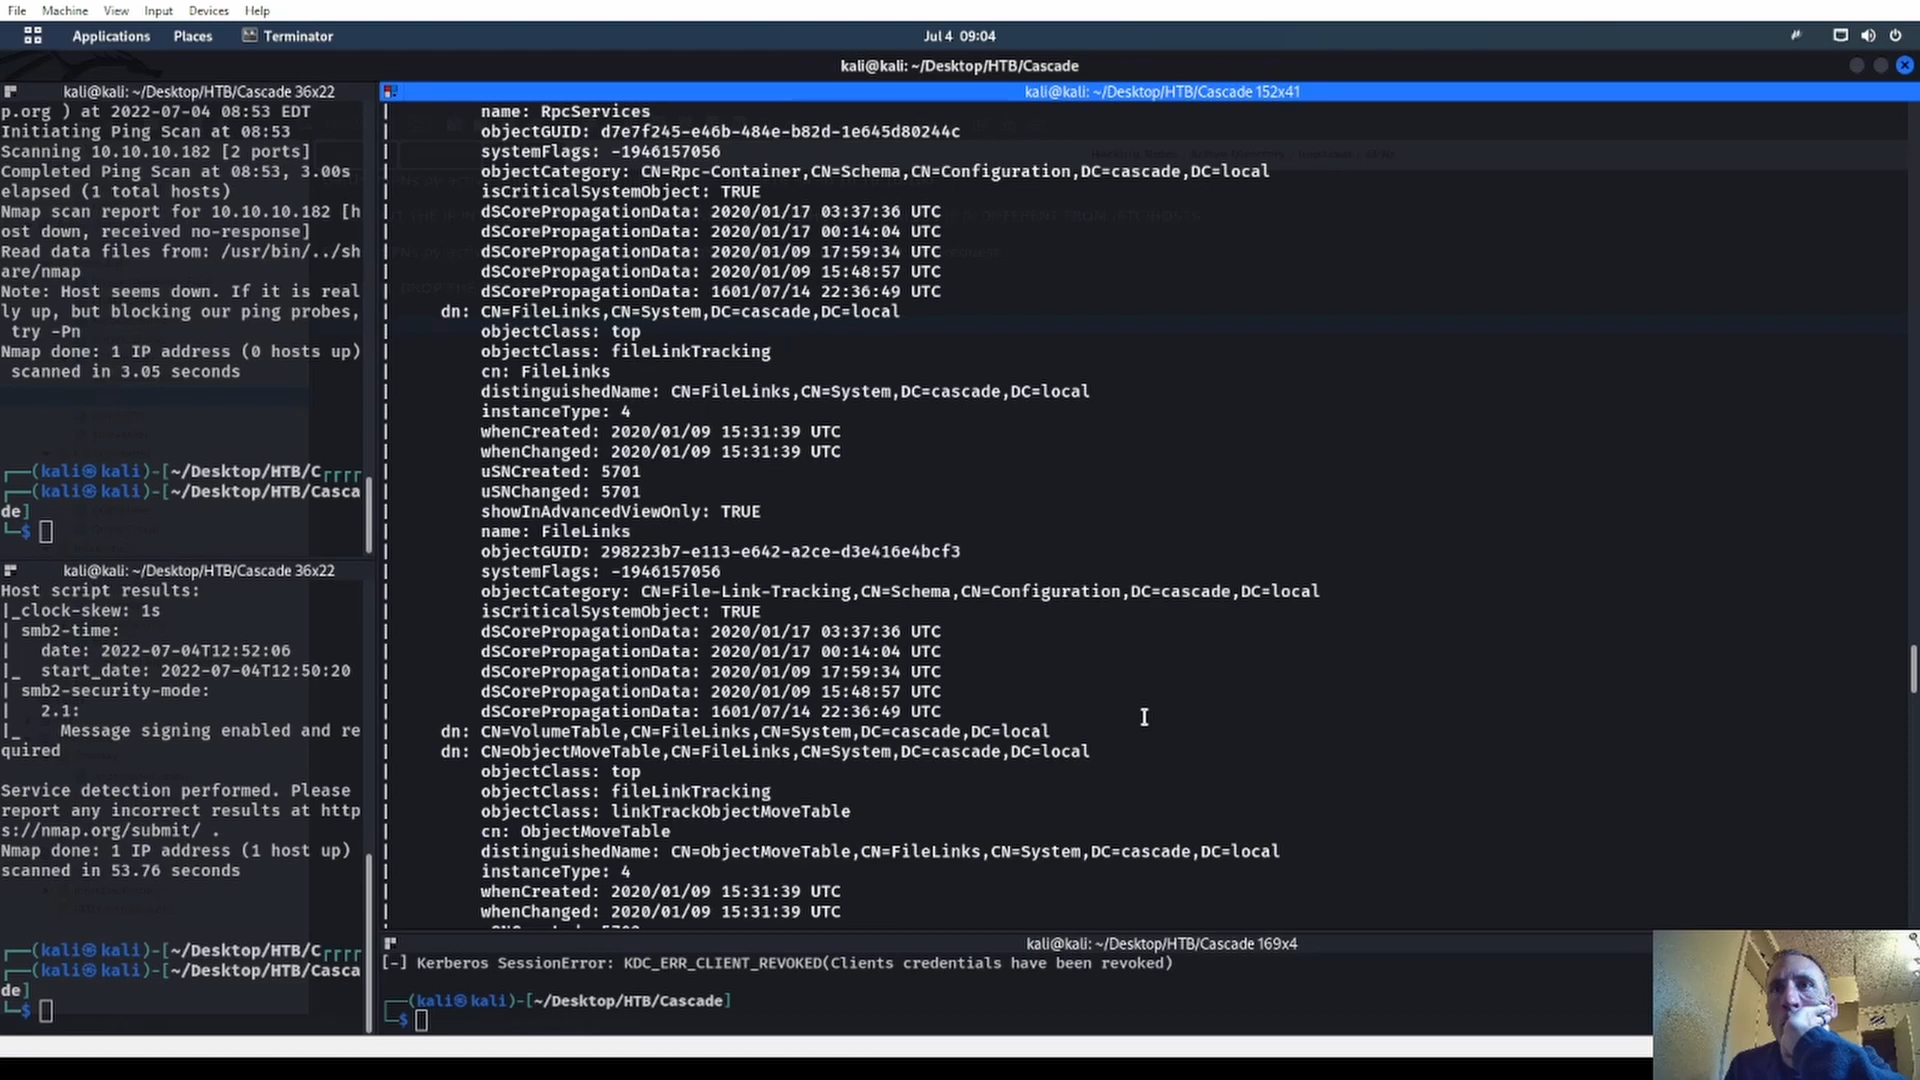 File Machine View Input Devices Help
Applications Places Terminator Jul 4 09:04
kali@kali: ~/Desktop/HTB/Cascade
kali@kali: ~/Desktop/HTB/Cascade 36x22
p.org ) at 2022-07-04 08:53 EDT
Initiating Ping Scan at 08:53
Scanning 10.10.10.182 [2 ports]
Completed Ping Scan at 08:53, 3.00s
elapsed (1 total hosts)
Nmap scan report for 10.10.10.182 [h
ost down, received no-response]
Read data files from: /usr/bin/../sh
are/nmap
Note: Host seems down. If it is real
ly up, but blocking our ping probes,
try -Pn
Nmap done: 1 IP address (0 hosts up)
scanned in 3.05 seconds
┌──(kali㉿kali)-[~/Desktop/HTB/C┌┌┌┌
┌──(kali㉿kali)-[~/Desktop/HTB/Casca
de]
└─$
kali@kali: ~/Desktop/HTB/Cascade 36x22
Host script results:
|_clock-skew: 1s
| smb2-time:
|   date: 2022-07-04T12:52:06
|_  start_date: 2022-07-04T12:50:20
| smb2-security-mode:
|   2.1:
|_    Message signing enabled and re
quired
Service detection performed. Please
report any incorrect results at http
s://nmap.org/submit/ .
Nmap done: 1 IP address (1 host up)
scanned in 53.76 seconds
┌──(kali㉿kali)-[~/Desktop/HTB/C┌┌┌┌
┌──(kali㉿kali)-[~/Desktop/HTB/Casca
de]
└─$
kali@kali: ~/Desktop/HTB/Cascade 152x41
|         name: RpcServices
|         objectGUID: d7e7f245-e46b-484e-b82d-1e645d80244c
|         systemFlags: -1946157056
|         objectCategory: CN=Rpc-Container,CN=Schema,CN=Configuration,DC=cascade,DC=local
|         isCriticalSystemObject: TRUE
|         dSCorePropagationData: 2020/01/17 03:37:36 UTC
|         dSCorePropagationData: 2020/01/17 00:14:04 UTC
|         dSCorePropagationData: 2020/01/09 17:59:34 UTC
|         dSCorePropagationData: 2020/01/09 15:48:57 UTC
|         dSCorePropagationData: 1601/07/14 22:36:49 UTC
|     dn: CN=FileLinks,CN=System,DC=cascade,DC=local
|         objectClass: top
|         objectClass: fileLinkTracking
|         cn: FileLinks
|         distinguishedName: CN=FileLinks,CN=System,DC=cascade,DC=local
|         instanceType: 4
|         whenCreated: 2020/01/09 15:31:39 UTC
|         whenChanged: 2020/01/09 15:31:39 UTC
|         uSNCreated: 5701
|         uSNChanged: 5701
|         showInAdvancedViewOnly: TRUE
|         name: FileLinks
|         objectGUID: 298223b7-e113-e642-a2ce-d3e416e4bcf3
|         systemFlags: -1946157056
|         objectCategory: CN=File-Link-Tracking,CN=Schema,CN=Configuration,DC=cascade,DC=local
|         isCriticalSystemObject: TRUE
|         dSCorePropagationData: 2020/01/17 03:37:36 UTC
|         dSCorePropagationData: 2020/01/17 00:14:04 UTC
|         dSCorePropagationData: 2020/01/09 17:59:34 UTC
|         dSCorePropagationData: 2020/01/09 15:48:57 UTC
|         dSCorePropagationData: 1601/07/14 22:36:49 UTC
|     dn: CN=VolumeTable,CN=FileLinks,CN=System,DC=cascade,DC=local
|     dn: CN=ObjectMoveTable,CN=FileLinks,CN=System,DC=cascade,DC=local
|         objectClass: top
|         objectClass: fileLinkTracking
|         objectClass: linkTrackObjectMoveTable
|         cn: ObjectMoveTable
|         distinguishedName: CN=ObjectMoveTable,CN=FileLinks,CN=System,DC=cascade,DC=local
|         instanceType: 4
|         whenCreated: 2020/01/09 15:31:39 UTC
|         whenChanged: 2020/01/09 15:31:39 UTC
kali@kali: ~/Desktop/HTB/Cascade 169x4
[-] Kerberos SessionError: KDC_ERR_CLIENT_REVOKED(Clients credentials have been revoked)
┌──(kali㉿kali)-[~/Desktop/HTB/Cascade]
└─$